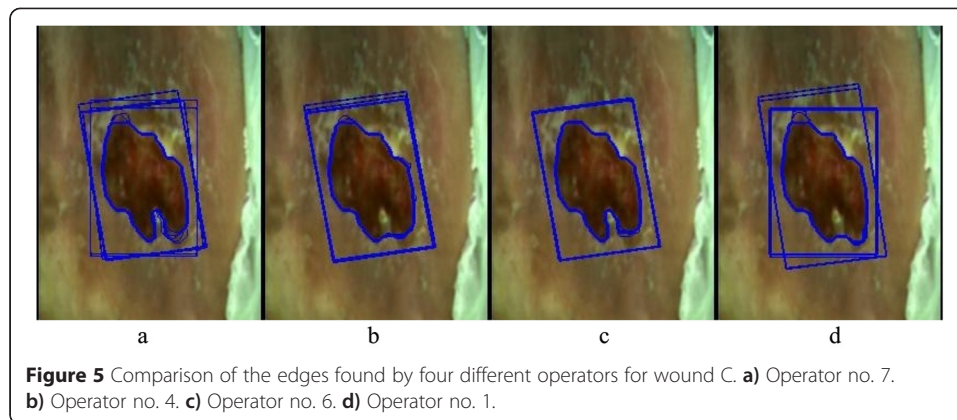 a b c d
Figure 5 Comparison of the edges found by four different operators for wound C. a) Operator no. 7.
b) Operator no. 4. c) Operator no. 6. d) Operator no. 1.